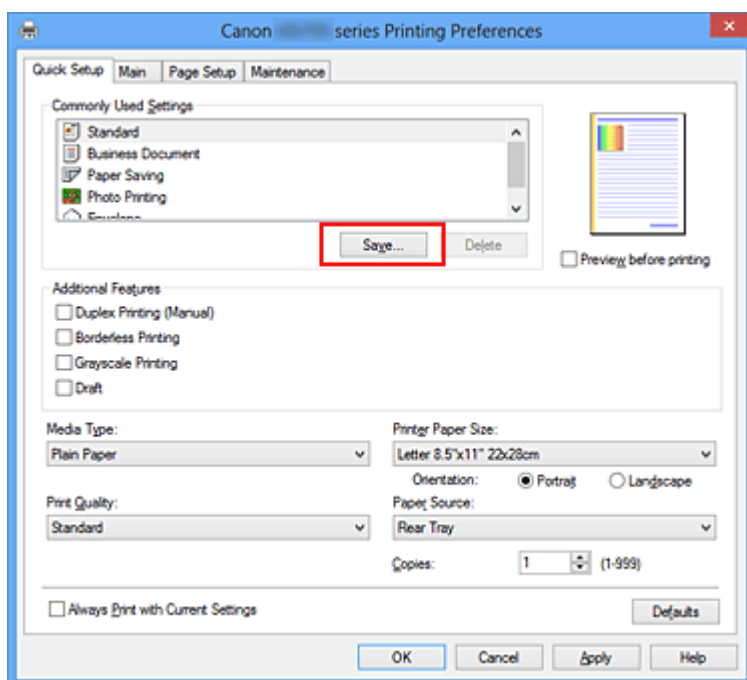 Canon series Printing Preferences
Quick Setup Main Page Setup Maintenance
Commonly Used Settings
Standard
Business Document
Paper Saving
Photo Printing
Envelope
Save... Delete
Preview before printing
Additional Features
Duplex Printing (Manual)
Borderless Printing
Grayscale Printing
Draft
Media Type: Printer Paper Size:
Plain Paper Letter 8.5"x11" 22x28cm
Orientation: Portrait Landscape
Print Quality: Paper Source:
Standard Rear Tray
Copies: 1 (1-999)
Always Print with Current Settings Defaults
OK Cancel Apply Help